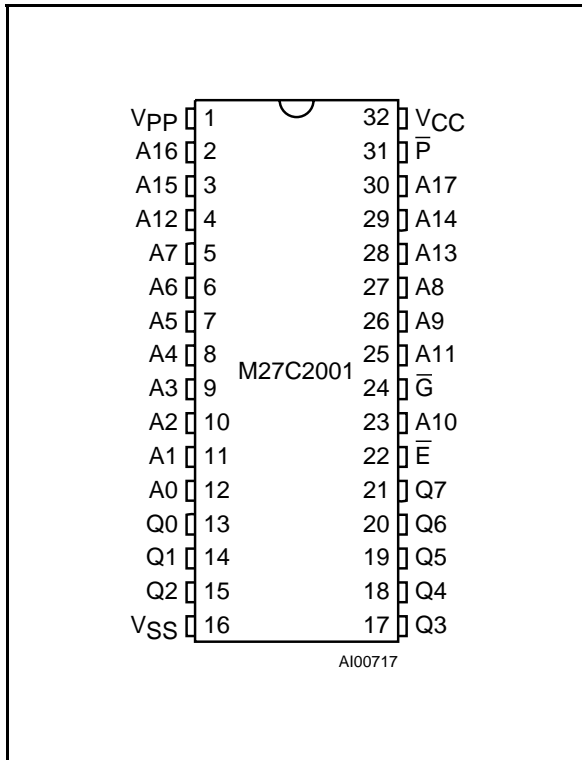 VPP 1 32 VCC
A16 2 31 P̅
A15 3 30 A17
A12 4 29 A14
A7 5 28 A13
A6 6 27 A8
A5 7 26 A9
A4 8 25 A11
M27C2001
A3 9 24 G̅
A2 10 23 A10
A1 11 22 E̅
A0 12 21 Q7
Q0 13 20 Q6
Q1 14 19 Q5
Q2 15 18 Q4
VSS 16 17 Q3
AI00717